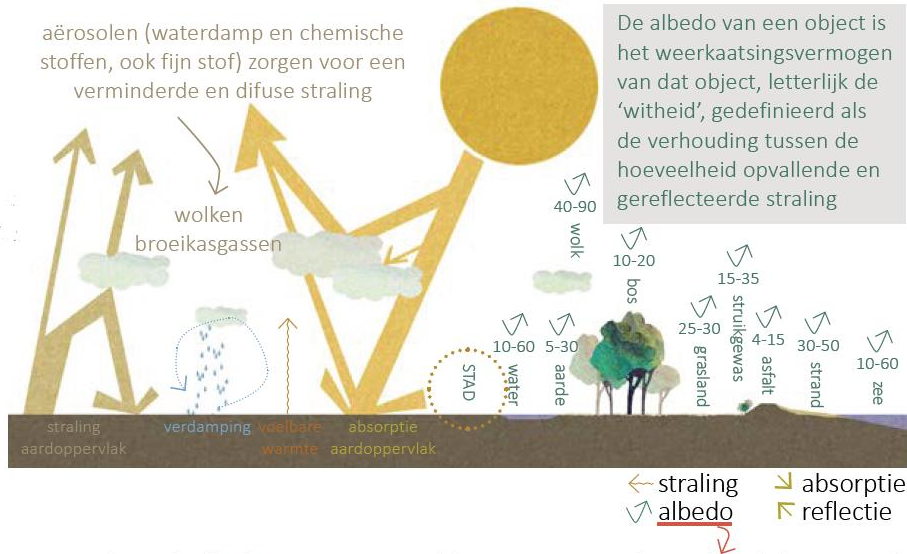 aërosolen (waterdamp en chemische
stoffen, ook fijn stof) zorgen voor een
verminderde en difuse straling
De albedo van een object is
het weerkaatsingsvermogen
van dat object, letterlijk de
‘witheid’, gedefinieerd als
de verhouding tussen de
hoeveelheid opvallende en
gereflecteerde straling
wolken
broeikasgassen
40-90
wolk
10-20
bos
15-35
struikgewas
25-30
grasland
10-60
water
5-30
aarde
4-15
asfalt
30-50
strand
10-60
zee
STAD
straling
aardoppervlak
verdamping
voelbare
warmte
absorptie
aardoppervlak
straling
absorptie
albedo
reflectie